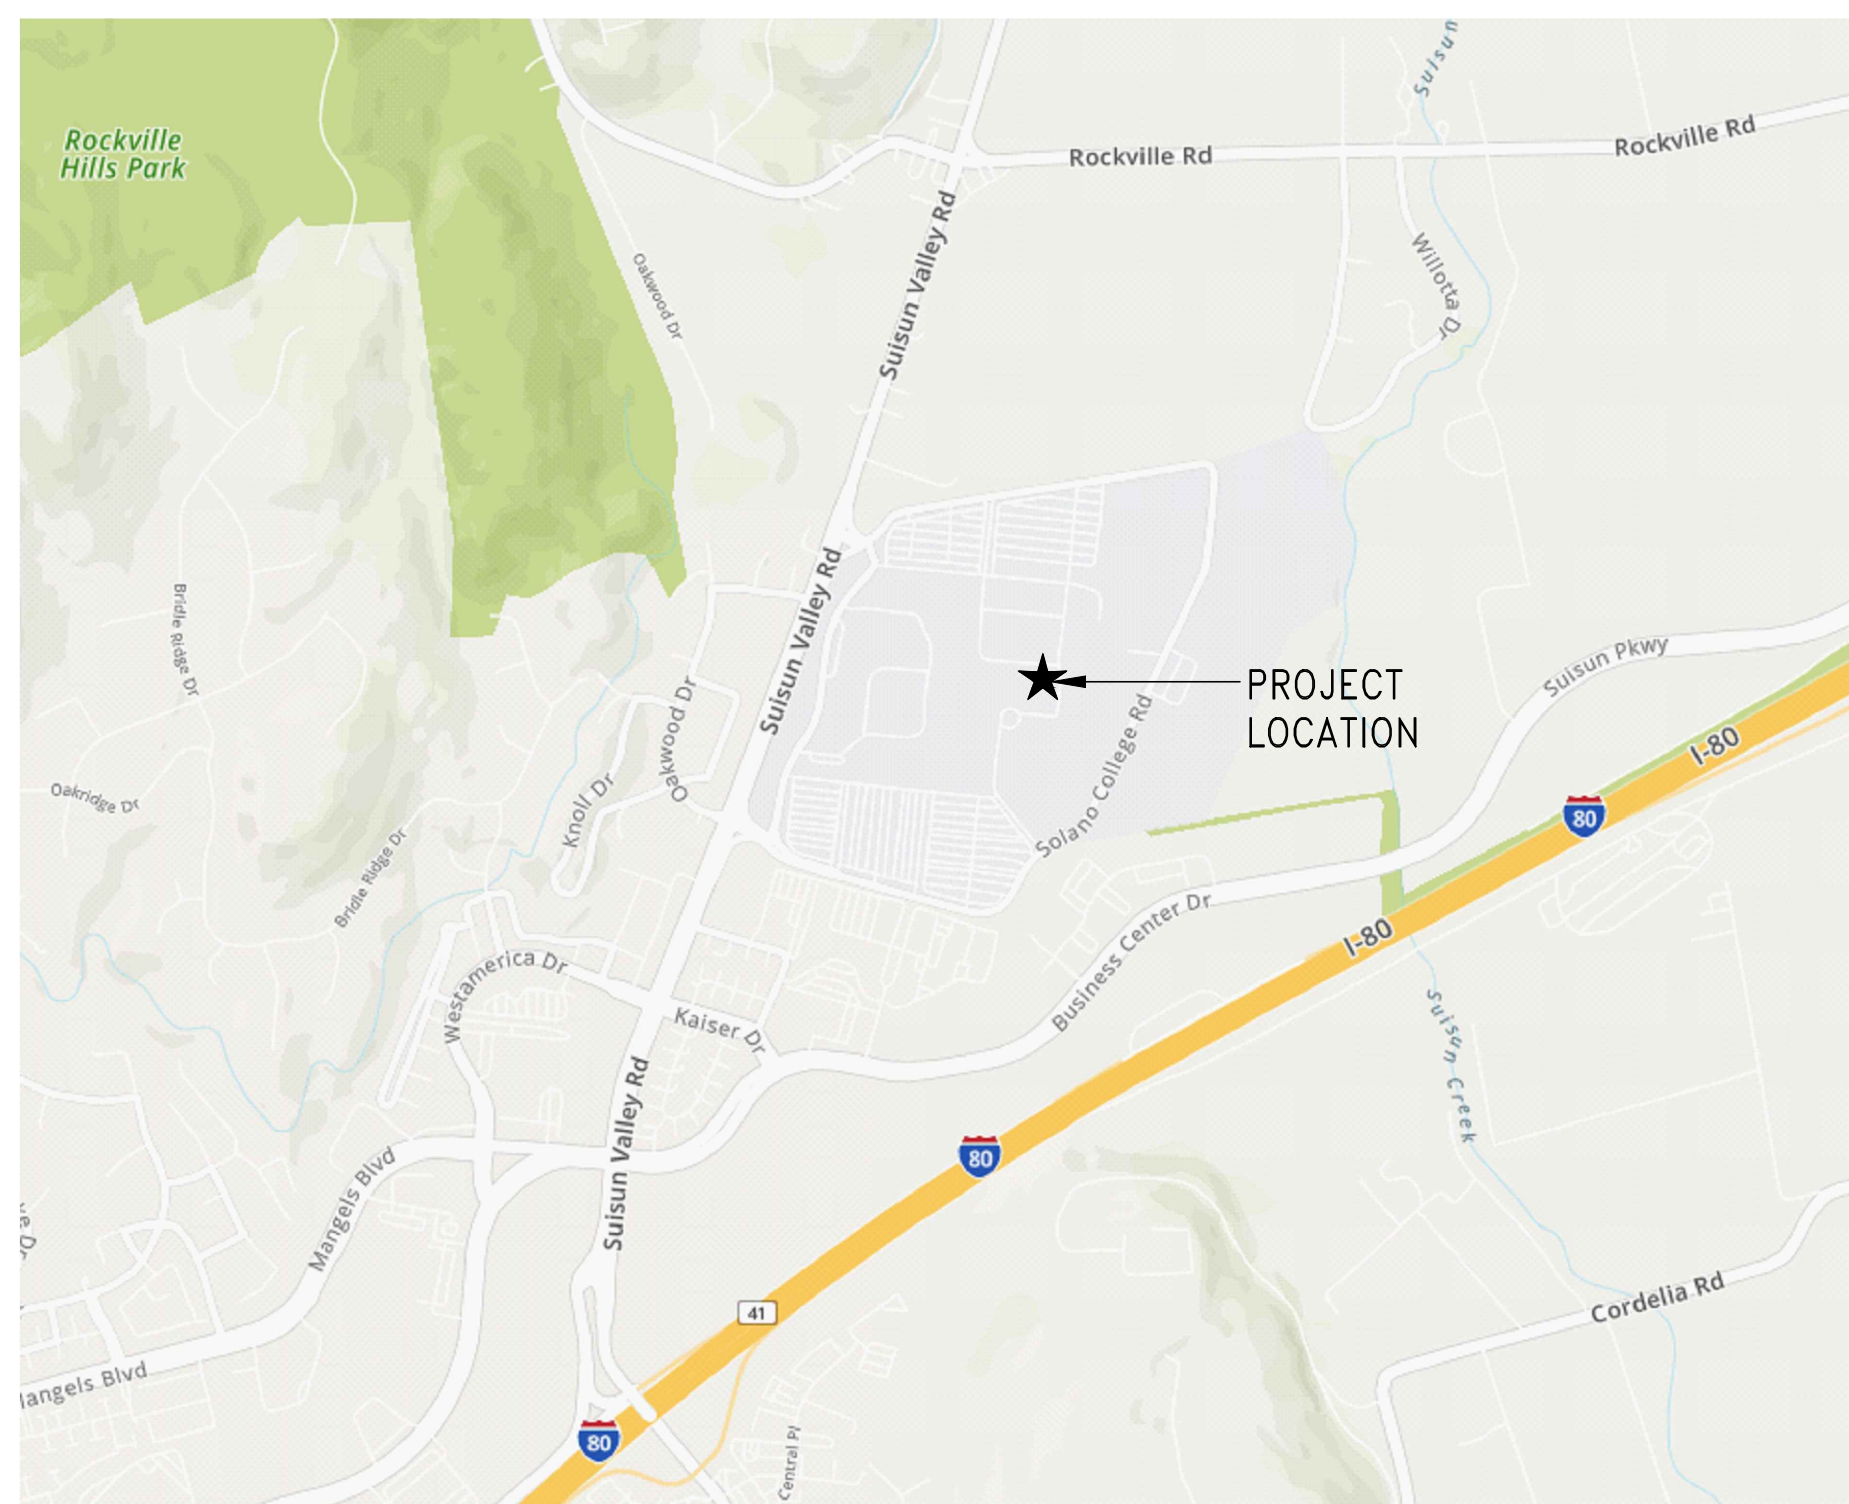 Suisun
Rockville
Hills Park
Rockville Rd
Rockville Rd
Suisun Valley Rd
Oakwood Dr
Willotta Dr
Suisun Valley Rd
Bridle Ridge Dr
Suisun Pkwy
PROJECT
LOCATION
Oakwood Dr
Solano College Rd
I-80
Oakridge Dr
Knoll Dr
80
Bridle Ridge Dr
Business Center Dr
I-80
Westamerica Dr
Kaiser Dr
Suisun Creek
Suisun Valley Rd
80
Mangels Blvd
Cordelia Rd
41
angels Blvd
80
Central Pl